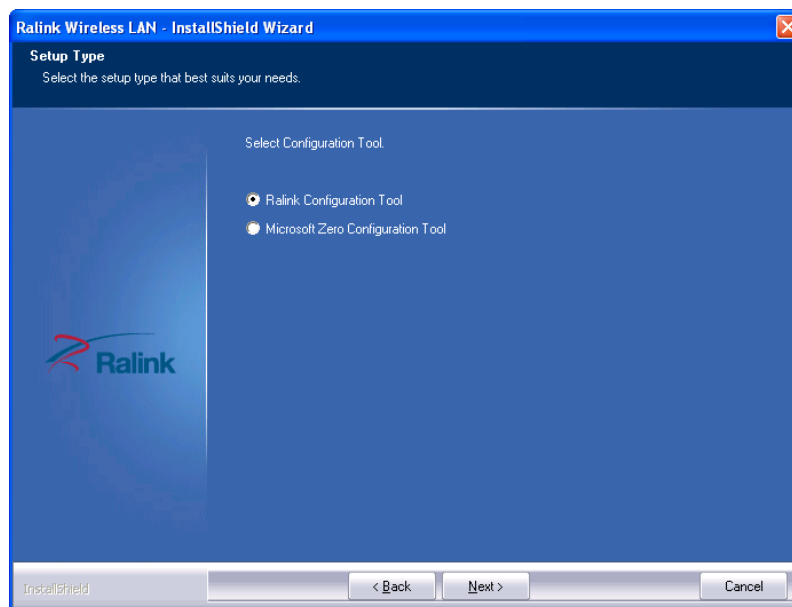 Ralink Wireless LAN - InstallShield Wizard
Setup Type
Select the setup type that best suits your needs.
Select Configuration Tool.
Ralink Configuration Tool
Microsoft Zero Configuration Tool
Ralink
InstallShield
< Back
Next >
Cancel